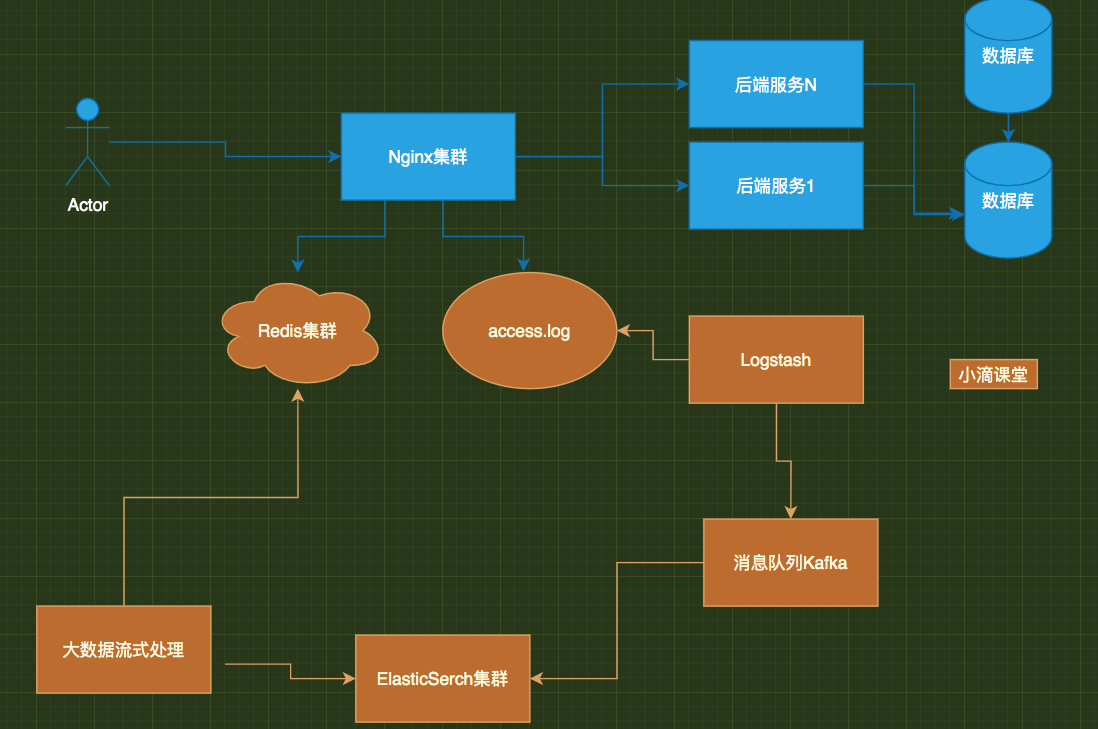 数据库
后端服务N
Nginx集群
后端服务1
数据库
Actor
Redis集群
access.log
Logstash
小滴课堂
消息队列Kafka
大数据流式处理
ElasticSerch集群